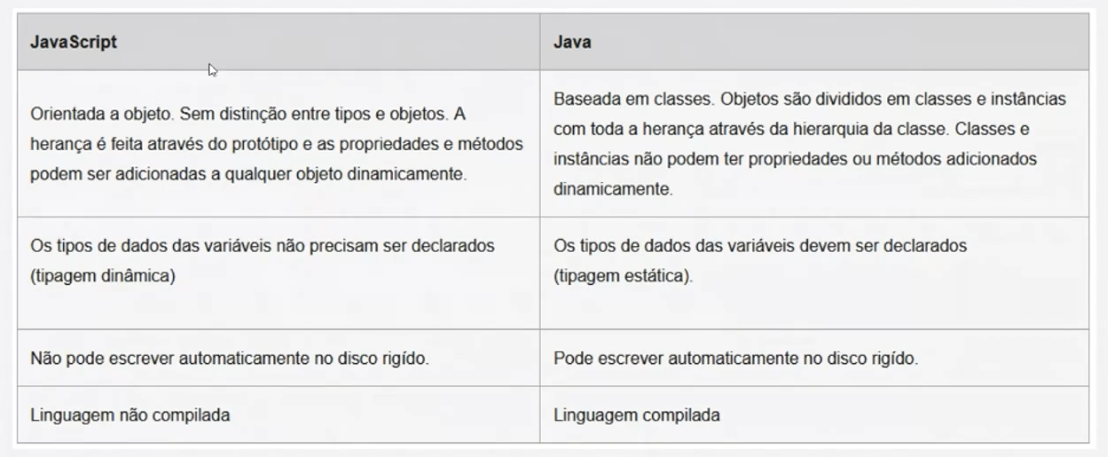 JavaScript
Java
Orientada a objeto. Sem distinção entre tipos e objetos. A
herança é feita através do protótipo e as propriedades e métodos
podem ser adicionadas a qualquer objeto dinamicamente.
Baseada em classes. Objetos são divididos em classes e instâncias
com toda a herança através da hierarquia da classe. Classes e
instâncias não podem ter propriedades ou métodos adicionados
dinamicamente.
Os tipos de dados das variáveis não precisam ser declarados
(tipagem dinâmica)
Os tipos de dados das variáveis devem ser declarados
(tipagem estática).
Não pode escrever automaticamente no disco rigído.
Pode escrever automaticamente no disco rigído.
Linguagem não compilada
Linguagem compilada